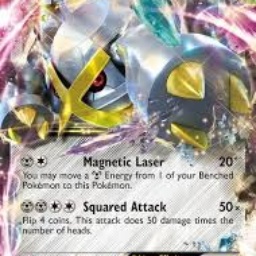 Magnetic Laser 20
You may move a Energy from 1 of your Benched
Pokémon to this Pokémon.
Squared Attack 50×
Flip 4 coins. This attack does 50 damage times the
number of heads.